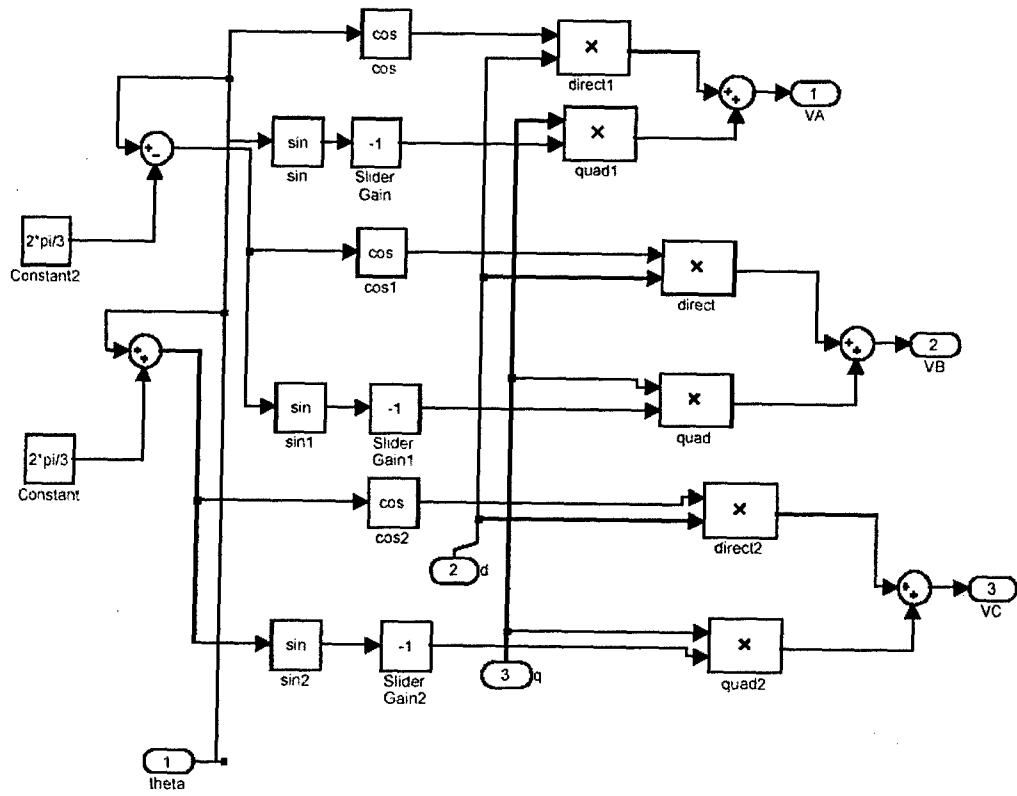 cos
cos
×
direct1
1
VA
sin
sin
-1
Slider
Gain
×
quad1
2*pi/3
Constant2
cos
cos1
×
direct
2
VB
sin
sin1
-1
Slider
Gain1
×
quad
2*pi/3
Constant
cos
cos2
×
direct2
2
d
3
VC
sin
sin2
-1
Slider
Gain2
3
q
×
quad2
1
theta